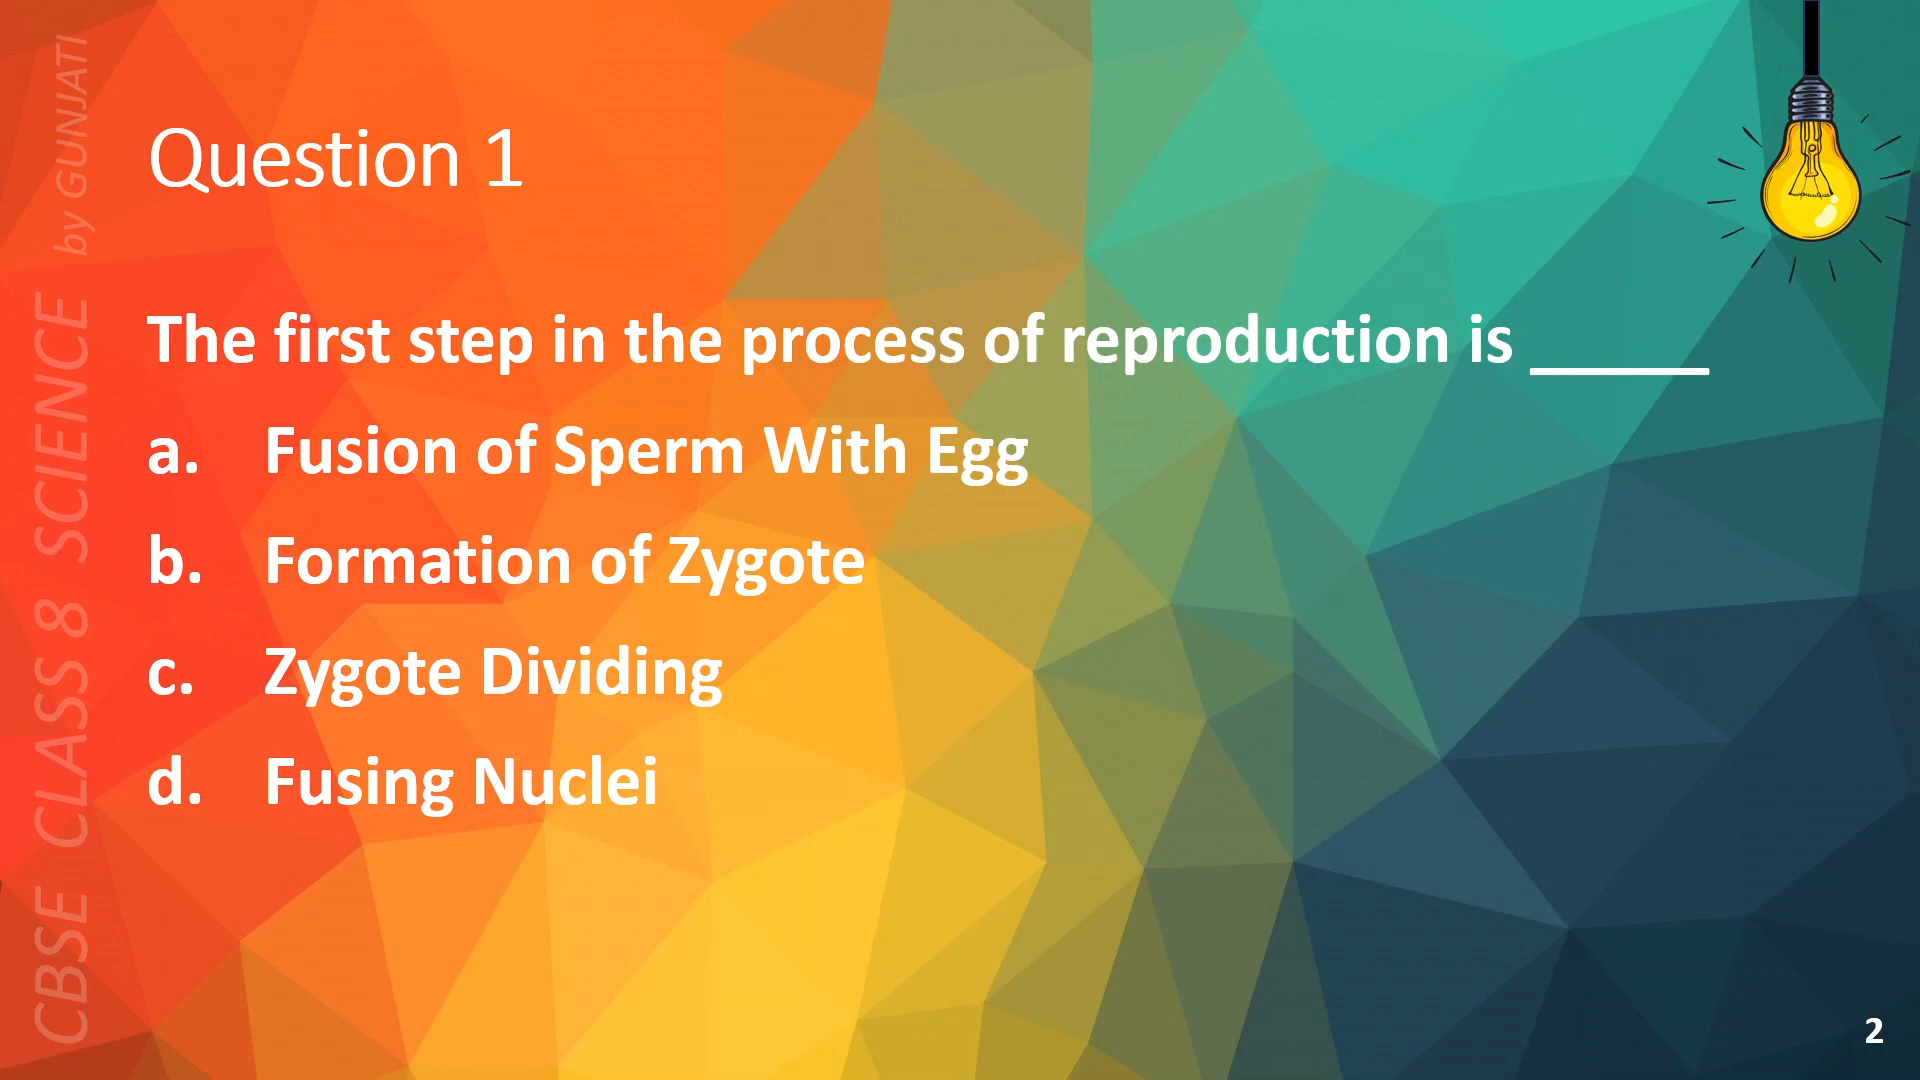 CBSE CLASS 8 SCIENCE by GUNJATI
Question 1
The first step in the process of reproduction is ______
a. Fusion of Sperm With Egg
b. Formation of Zygote
c. Zygote Dividing
d. Fusing Nuclei
2